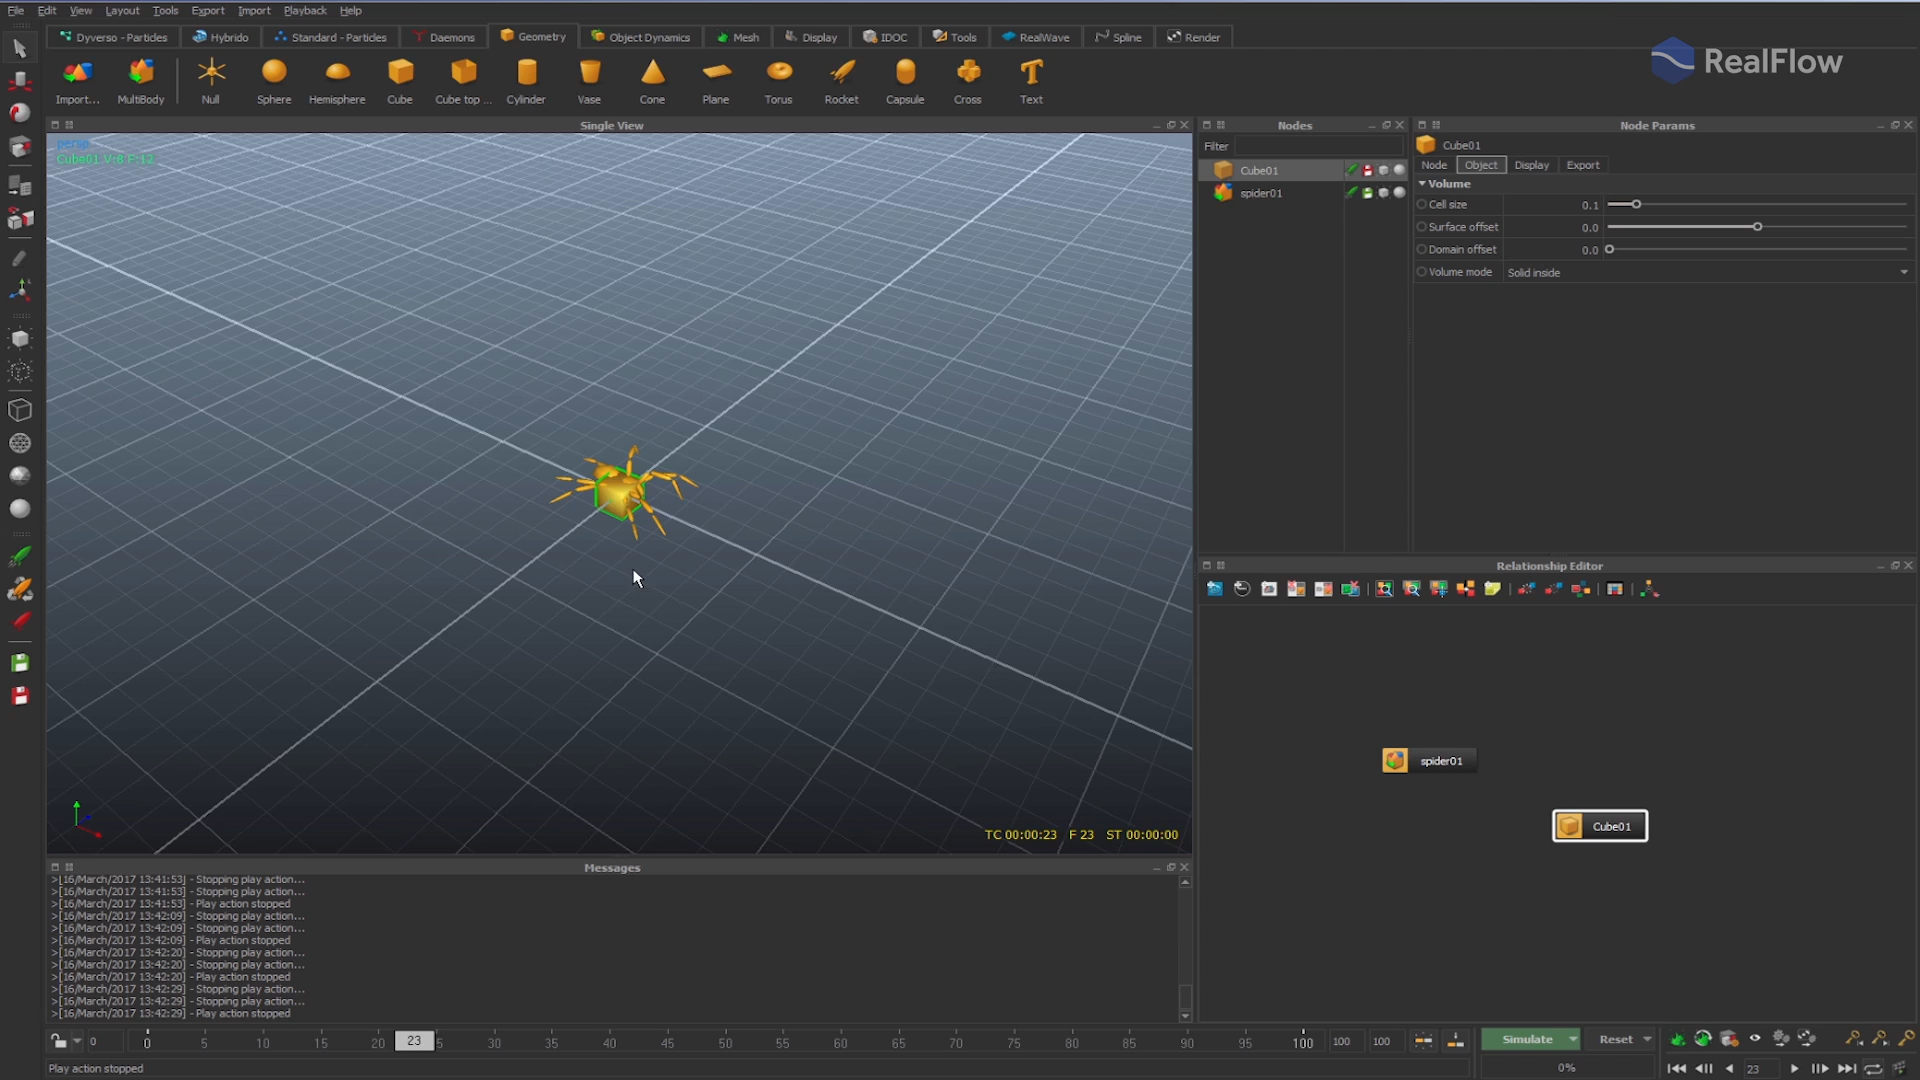 File Edit View Layout Tools Export Import Playback Help
Dyverso - Particles Hybrido Standard - Particles Daemons Geometry Object Dynamics Mesh Display IDOC Tools RealWave Spline Render
RealFlow
Import... MultiBody Null Sphere Hemisphere Cube Cube top ... Cylinder Vase Cone Plane Torus Rocket Capsule Cross Text
Single View
persp
Cube01 V:8 F:12
TC 00:00:23 F 23 ST 00:00:00
Nodes
Filter
Cube01
spider01
Node Params
Cube01
Node Object Display Export
Volume
Cell size 0.1
Surface offset 0.0
Domain offset 0.0
Volume mode Solid inside
Relationship Editor
spider01
Cube01
Messages
>[16/March/2017 13:41:53] - Stopping play action...
>[16/March/2017 13:41:53] - Stopping play action...
>[16/March/2017 13:41:53] - Play action stopped
>[16/March/2017 13:42:09] - Stopping play action...
>[16/March/2017 13:42:09] - Stopping play action...
>[16/March/2017 13:42:09] - Play action stopped
>[16/March/2017 13:42:20] - Stopping play action...
>[16/March/2017 13:42:20] - Stopping play action...
>[16/March/2017 13:42:20] - Play action stopped
>[16/March/2017 13:42:29] - Stopping play action...
>[16/March/2017 13:42:29] - Stopping play action...
>[16/March/2017 13:42:29] - Play action stopped
0 0 5 10 15 20 23 5 30 35 40 45 50 55 60 65 70 75 80 85 90 95 100 100 100
Simulate Reset
Play action stopped
0%
23